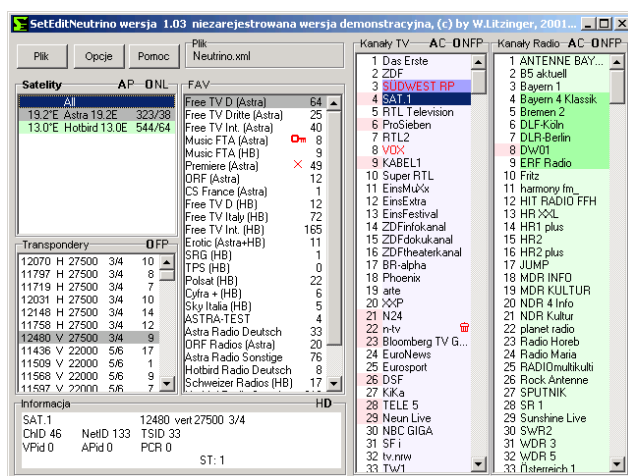 SetEditNeutrino wersja 1.03 niezarejestrowana wersja demonstracyjna, (c) by W.Litzinger, 2001...
Plik Opcje Pomoc
Plik
Neutrino.xml
Satelity AP ONL
All
19.2°E Astra 19.2E 323/38
13.0°E Hotbird 13.0E 544/64
Transpondery OFP
12070 H 27500 3/4 10
11797 H 27500 3/4 8
11719 H 27500 3/4 7
12031 H 27500 3/4 10
12148 H 27500 3/4 14
11758 H 27500 3/4 12
12480 V 27500 3/4 9
11436 V 22000 5/6 17
11509 V 22000 5/6 1
11568 V 22000 5/6 9
11597 V 22000 5/6 7
FAV
Free TV D (Astra) 64
Free TV Dritte (Astra) 25
Free TV Int. (Astra) 40
Music FTA (Astra) 8
Music FTA (HB) 9
Premiere (Astra) 49
ORF (Astra) 12
CS France (Astra) 1
Free TV D (HB) 12
Free TV Italy (HB) 72
Free TV Int. (HB) 165
Erotic (Astra+HB) 11
SRG (HB) 1
TPS (HB) 0
Polsat (HB) 22
Cyfra + (HB) 6
Sky Italia (HB) 5
ASTRA-TEST 4
Astra Radio Deutsch 33
ORF Radios (Astra) 20
Astra Radio Sonstige 76
Hotbird Radio Deutsch 8
Schweizer Radios (HB) 17
Kanały TV AC ONFP
1 Das Erste
2 ZDF
3 SÜDWEST RP
4 SAT.1
5 RTL Television
6 ProSieben
7 RTL2
8 VOX
9 KABEL1
10 Super RTL
11 EinsMuXx
12 EinsExtra
13 EinsFestival
14 ZDFinfokanal
15 ZDFdokukanal
16 ZDFtheaterkanal
17 BR-alpha
18 Phoenix
19 arte
20 XXP
21 N24
22 n-tv
23 Bloomberg TV G...
24 EuroNews
25 Eurosport
26 DSF
27 KiKa
28 TELE 5
29 Neun Live
30 NBC GIGA
31 SF i
32 tv.nrw
33 TW1
Kanały Radio AC ONFP
1 ANTENNE BAY...
2 B5 aktuell
3 Bayern 1
4 Bayern 4 Klassik
5 Bremen 2
6 DLF-Köln
7 DLR-Berlin
8 DW01
9 ERF Radio
10 Fritz
11 harmony fm_
12 HIT RADIO FFH
13 HR XXL
14 HR1 plus
15 HR2
16 HR2 plus
17 JUMP
18 MDR INFO
19 MDR KULTUR
20 NDR 4 Info
21 NDR Kultur
22 planet radio
23 Radio Horeb
24 Radio Maria
25 RADIOmultikulti
26 Rock Antenne
27 SPUTNIK
28 SR 1
29 Sunshine Live
30 SWR2
31 WDR 3
32 WDR 5
33 Österreich 1
Informacja HD
SAT.1 12480 vert 27500 3/4
ChID 46 NetID 133 TSID 33
VPid 0 APid 0 PCR 0
ST: 1